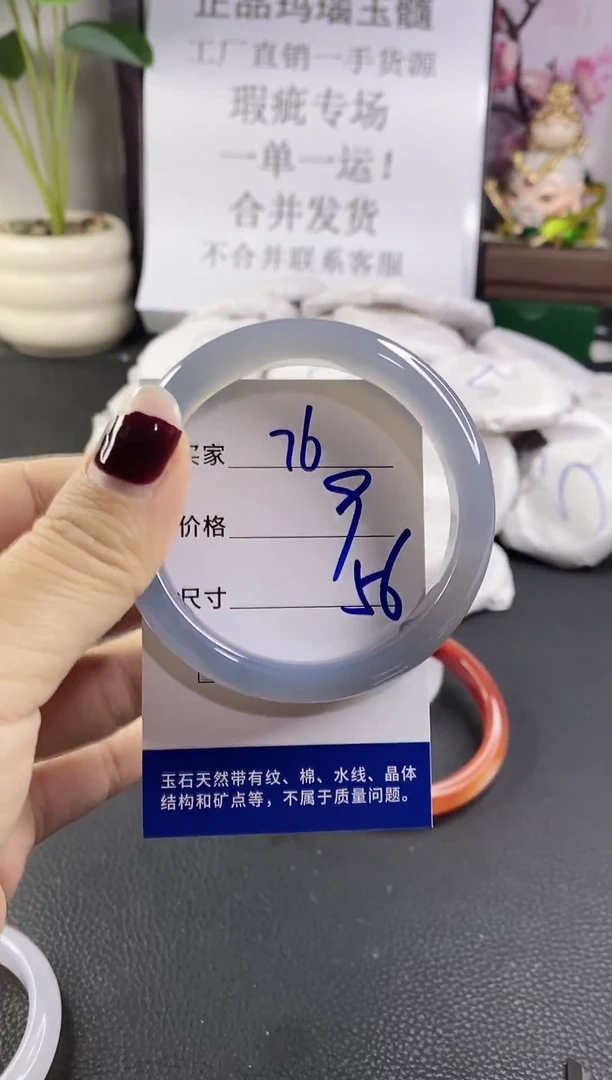 正品玛瑙玉髓
工厂直销一手货源
瑕疵专场
一单一运！
合并发货
不合并联系客服
买家 76
价格
尺寸 56
玉石天然带有纹、棉、水线、晶体
结构和矿点等，不属于质量问题。